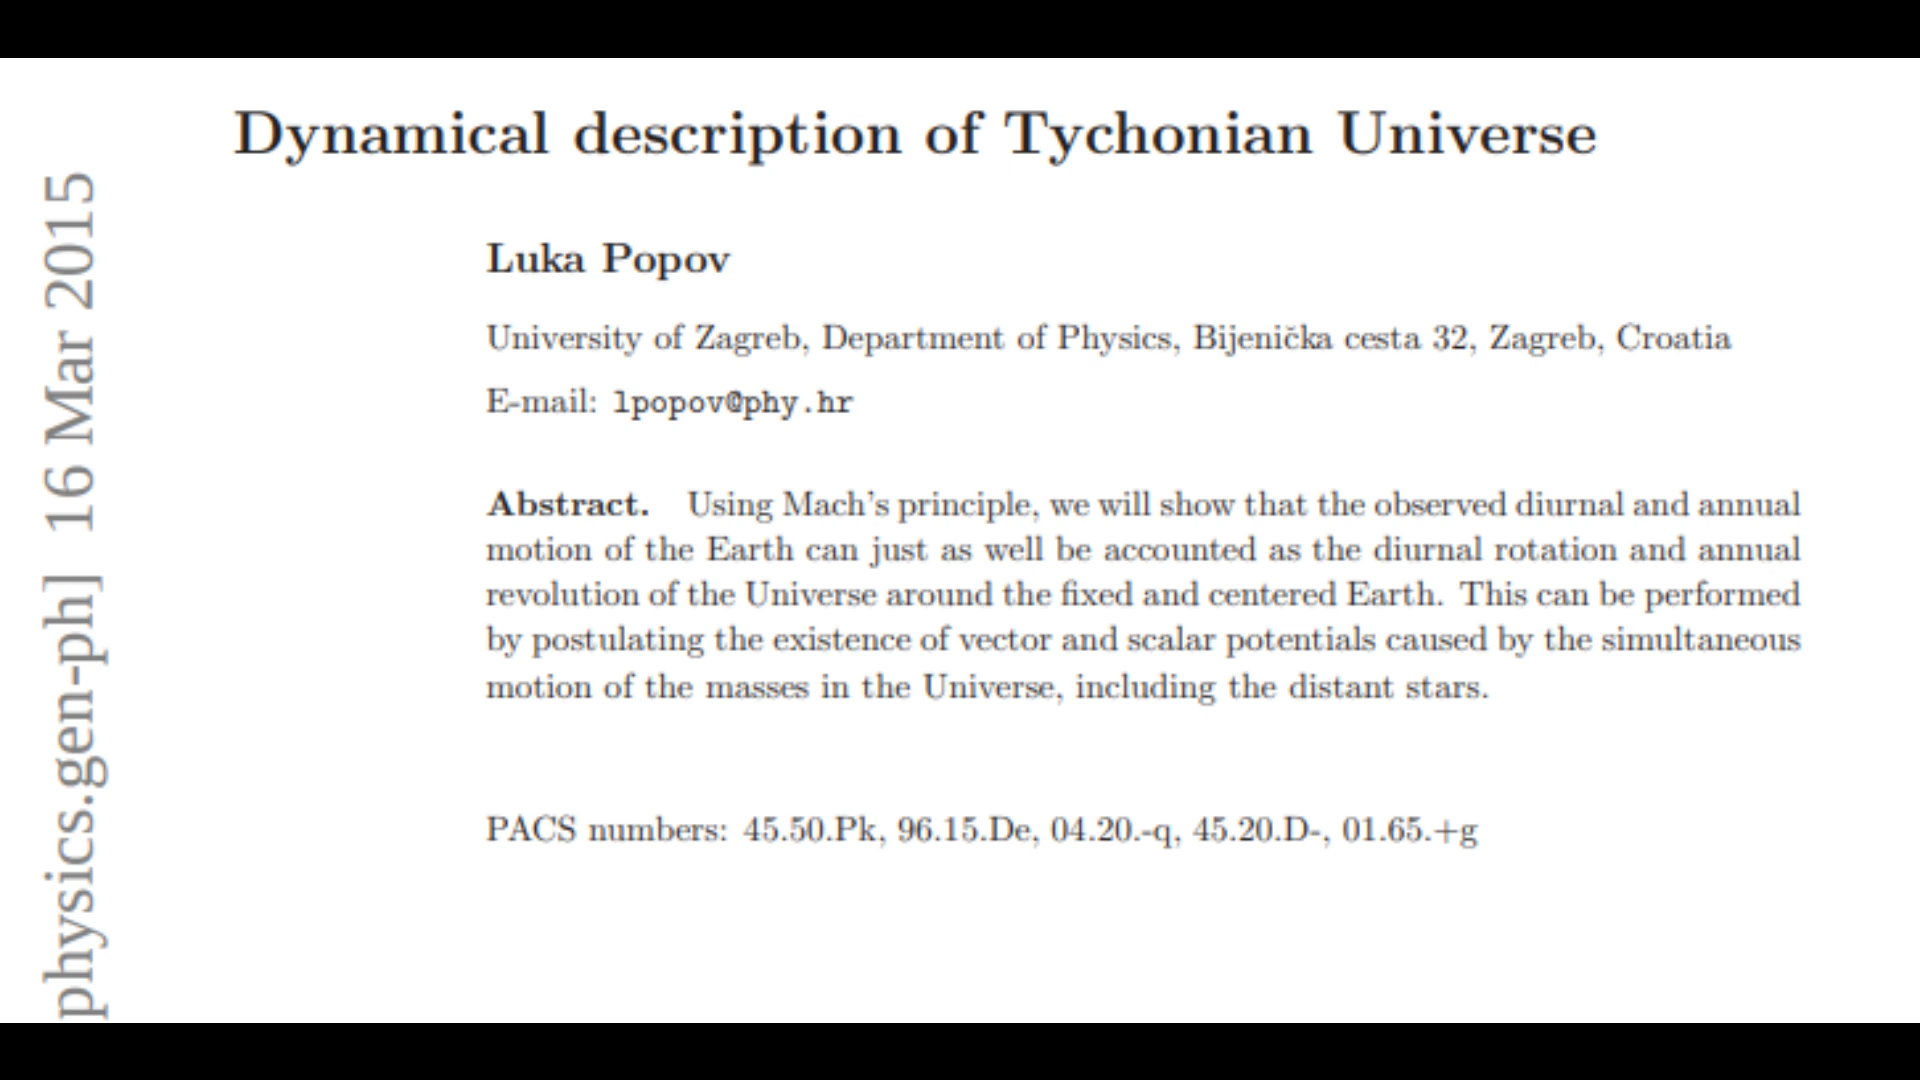 Dynamical description of Tychonian Universe
Luka Popov
University of Zagreb, Department of Physics, Bijenička cesta 32, Zagreb, Croatia
E-mail: lpopov@phy.hr
Abstract. Using Mach's principle, we will show that the observed diurnal and annual
motion of the Earth can just as well be accounted as the diurnal rotation and annual
revolution of the Universe around the fixed and centered Earth. This can be performed
by postulating the existence of vector and scalar potentials caused by the simultaneous
motion of the masses in the Universe, including the distant stars.
PACS numbers: 45.50.Pk, 96.15.De, 04.20.-q, 45.20.D-, 01.65.+g
physics.gen-ph] 16 Mar 2015